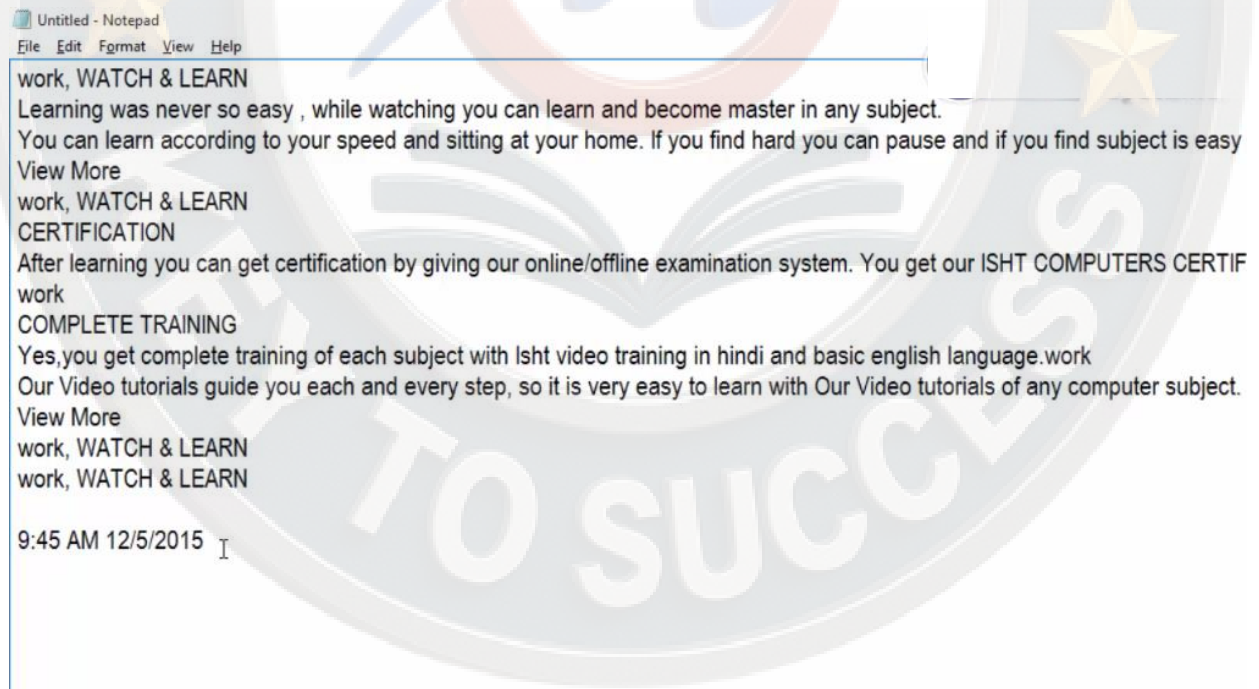 Untitled - Notepad
File Edit Format View Help
work, WATCH & LEARN
Learning was never so easy , while watching you can learn and become master in any subject.
You can learn according to your speed and sitting at your home. If you find hard you can pause and if you find subject is easy
View More
work, WATCH & LEARN
CERTIFICATION
After learning you can get certification by giving our online/offline examination system. You get our ISHT COMPUTERS CERTIF
work
COMPLETE TRAINING
Yes,you get complete training of each subject with Isht video training in hindi and basic english language.work
Our Video tutorials guide you each and every step, so it is very easy to learn with Our Video tutorials of any computer subject.
View More
work, WATCH & LEARN
work, WATCH & LEARN
9:45 AM 12/5/2015
KEY TO SUCCESS